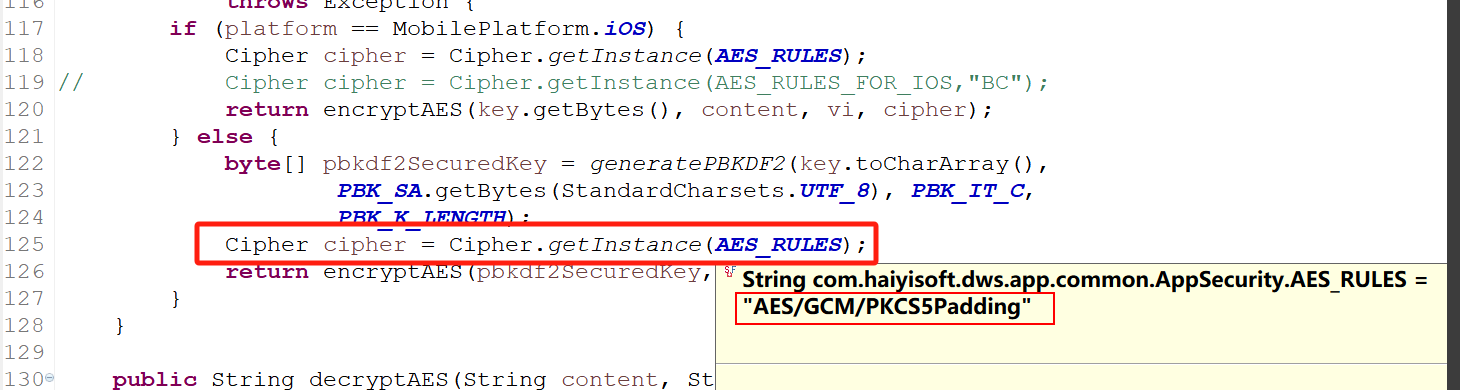 116 throws Exception {
117 if (platform == MobilePlatform.iOS) {
118 Cipher cipher = Cipher.getInstance(AES_RULES);
119 // Cipher cipher = Cipher.getInstance(AES_RULES_FOR_IOS,"BC");
120 return encryptAES(key.getBytes(), content, vi, cipher);
121 } else {
122 byte[] pbkdf2SecuredKey = generatePBKDF2(key.toCharArray(),
123 PBK_SA.getBytes(StandardCharsets.UTF_8), PBK_IT_C,
124 PBK_K_LENGTH);
125 Cipher cipher = Cipher.getInstance(AES_RULES);
126 return encryptAES(pbkdf2SecuredKey,
String com.haiyisoft.dws.app.common.AppSecurity.AES_RULES =
"AES/GCM/PKCS5Padding"
127 }
128 }
129
130 public String decryptAES(String content, St